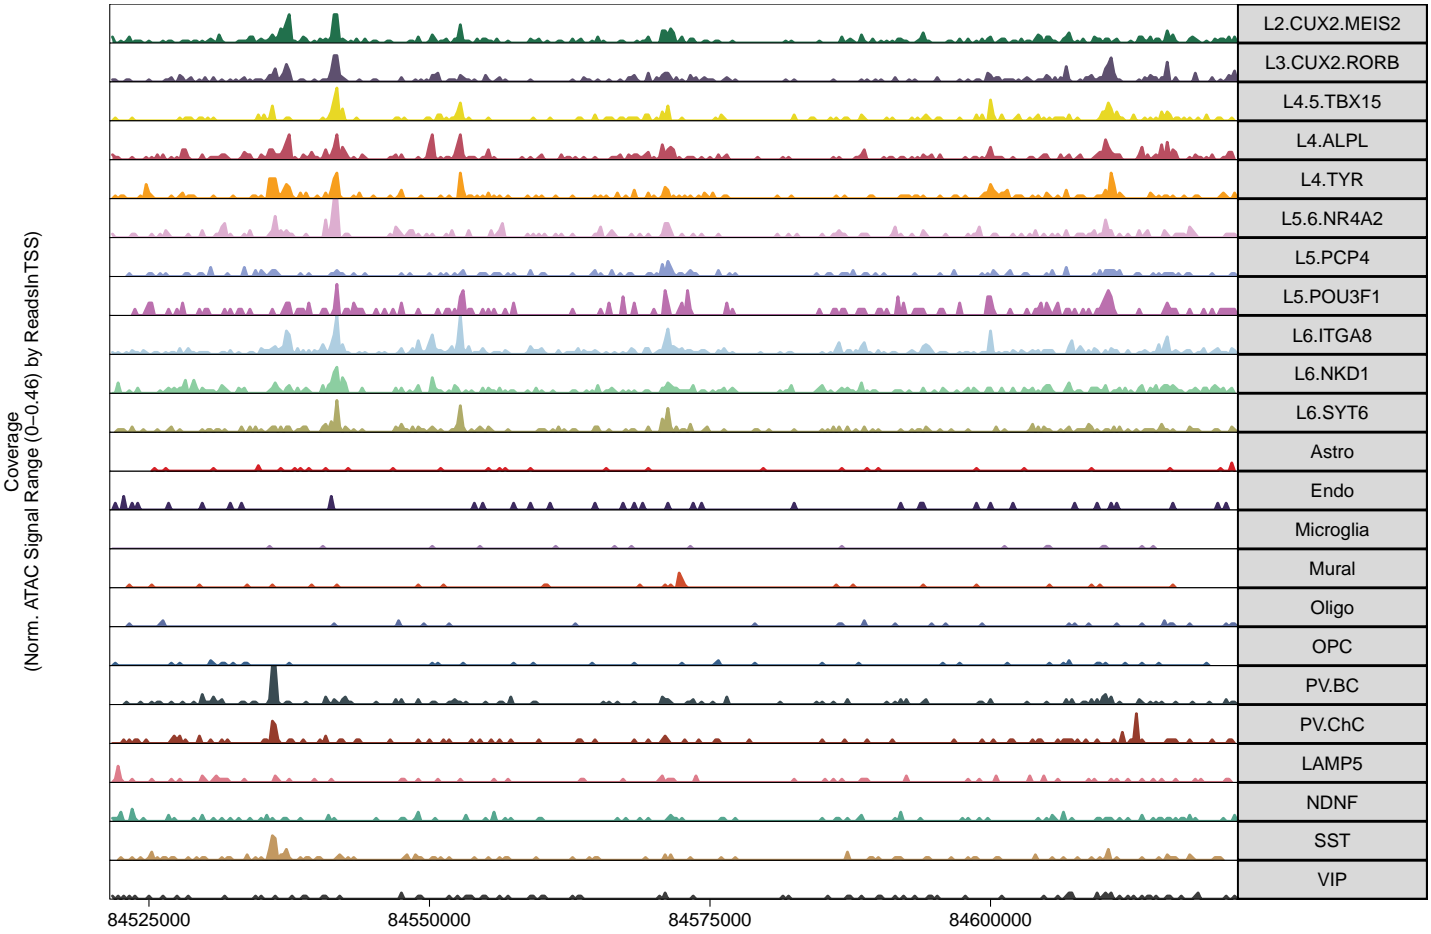 Coverage
(Norm. ATAC Signal Range (0−0.46) by ReadsInTSS)
L2.CUX2.MEIS2
L3.CUX2.RORB
L4.5.TBX15
L4.ALPL
L4.TYR
L5.6.NR4A2
L5.PCP4
L5.POU3F1
L6.ITGA8
L6.NKD1
L6.SYT6
Astro
Endo
Microglia
Mural
Oligo
OPC
PV.BC
PV.ChC
LAMP5
NDNF
SST
VIP
84525000 84550000 84575000 84600000